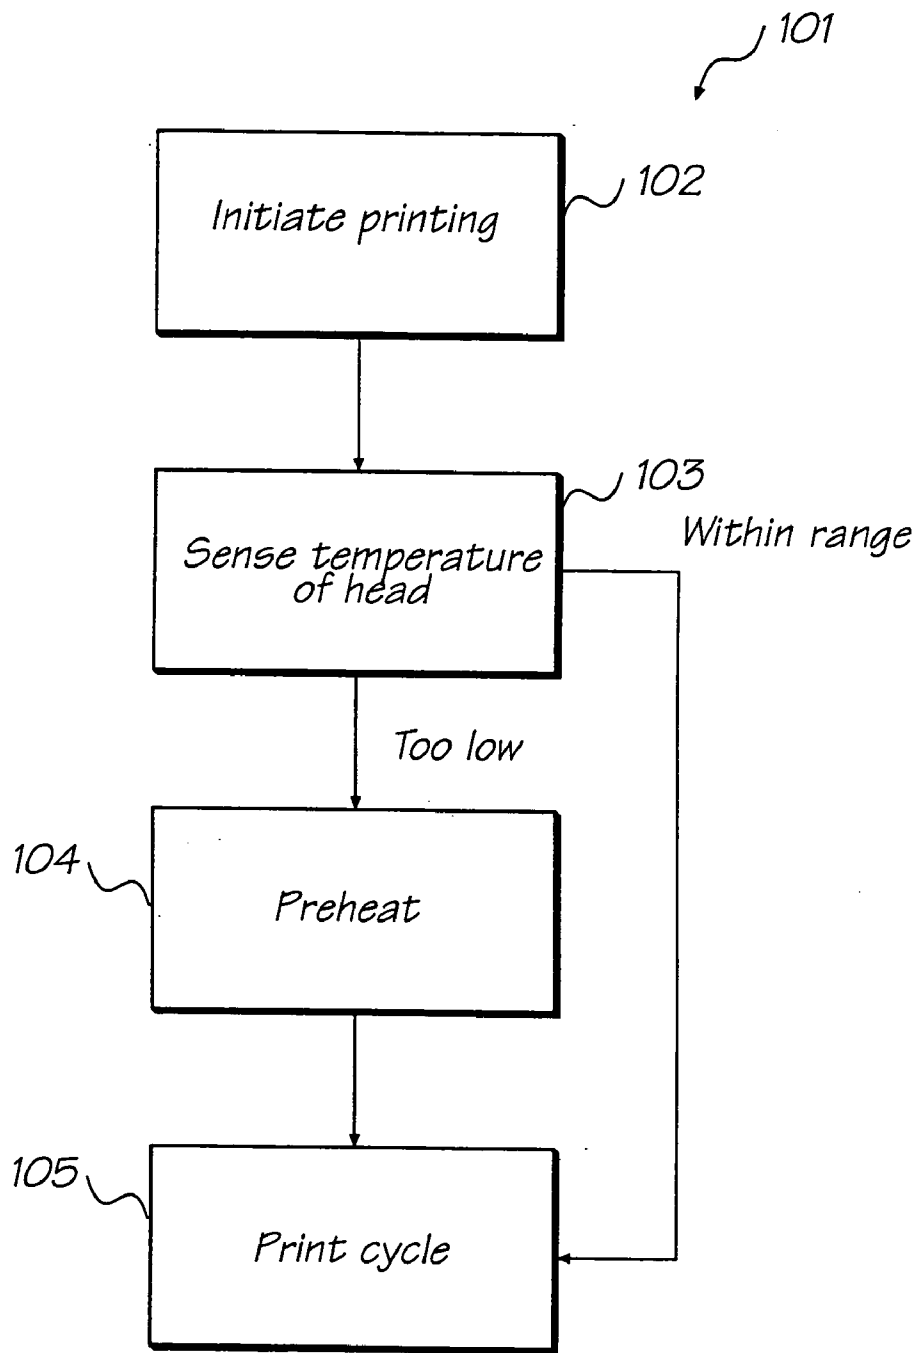 101
Initiate printing
102
103
Sense temperature
of head
Within range
Too low
104
Preheat
105
Print cycle